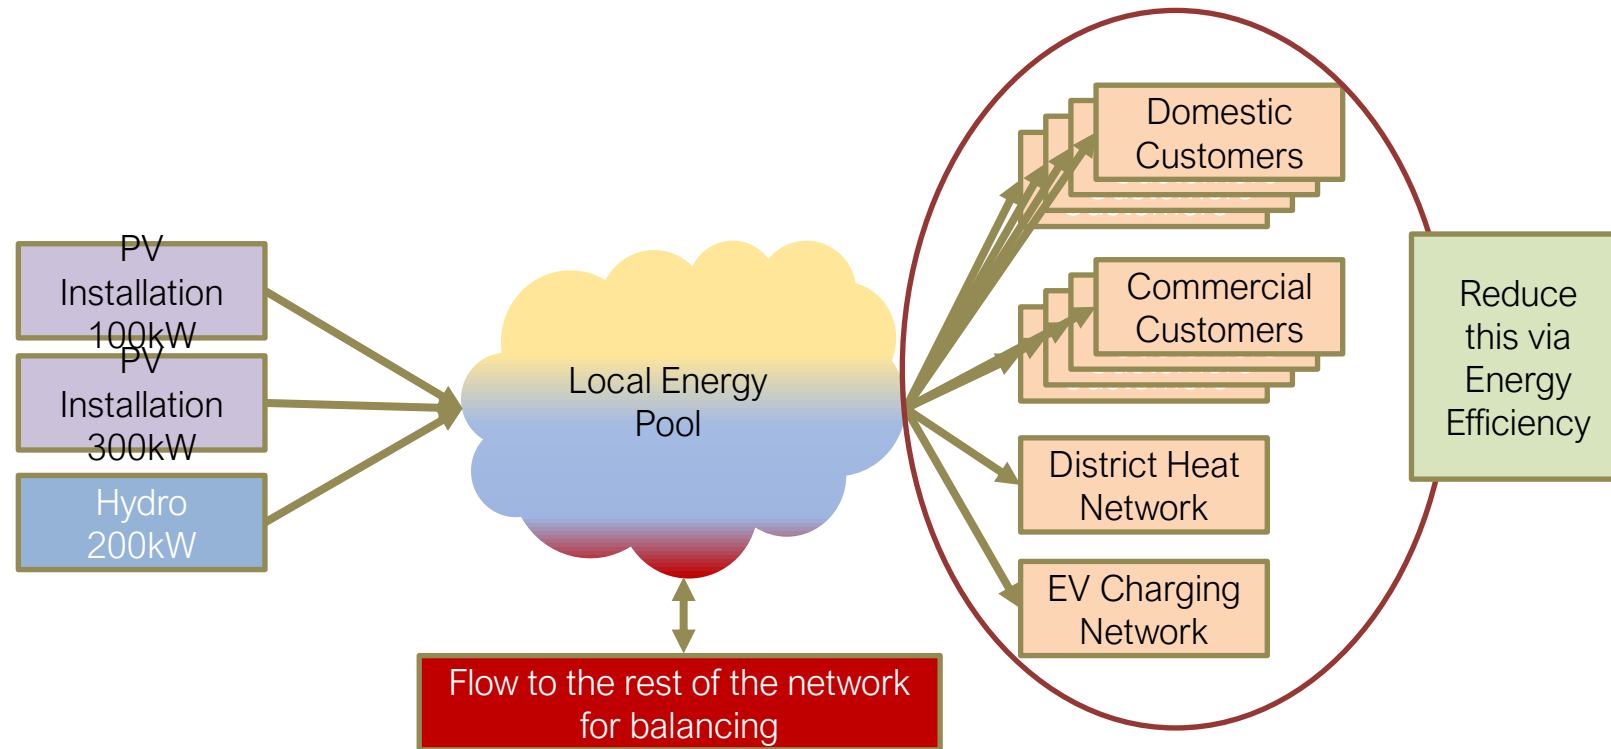 PV
Installation
100kW
PV
Installation
300kW
Hydro
200kW
Local Energy
Pool
Flow to the rest of the network
for balancing
Domestic
Customers
Commercial
Customers
District Heat
Network
EV Charging
Network
Reduce
this via
Energy
Efficiency